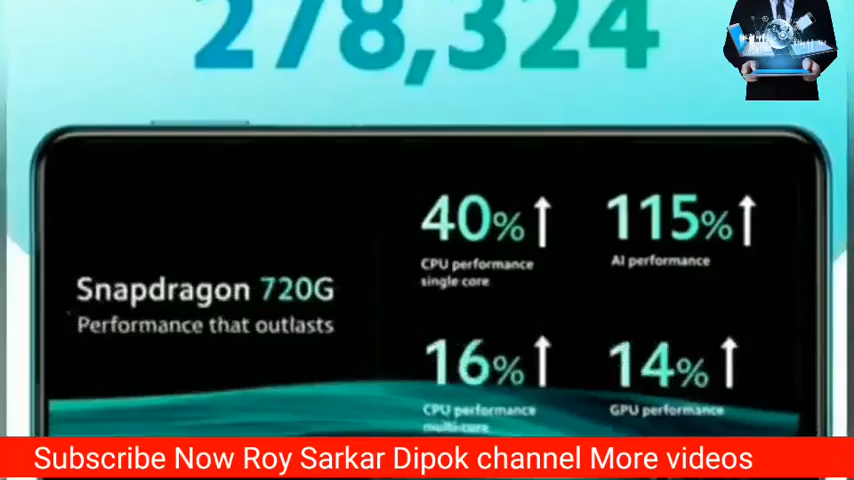 278,324
40%
115%
CPU performance
single core
AI performance
Snapdragon 720G
Performance that outlasts
16%
14%
CPU performance
multi-core
GPU performance
Subscribe Now Roy Sarkar Dipok channel More videos